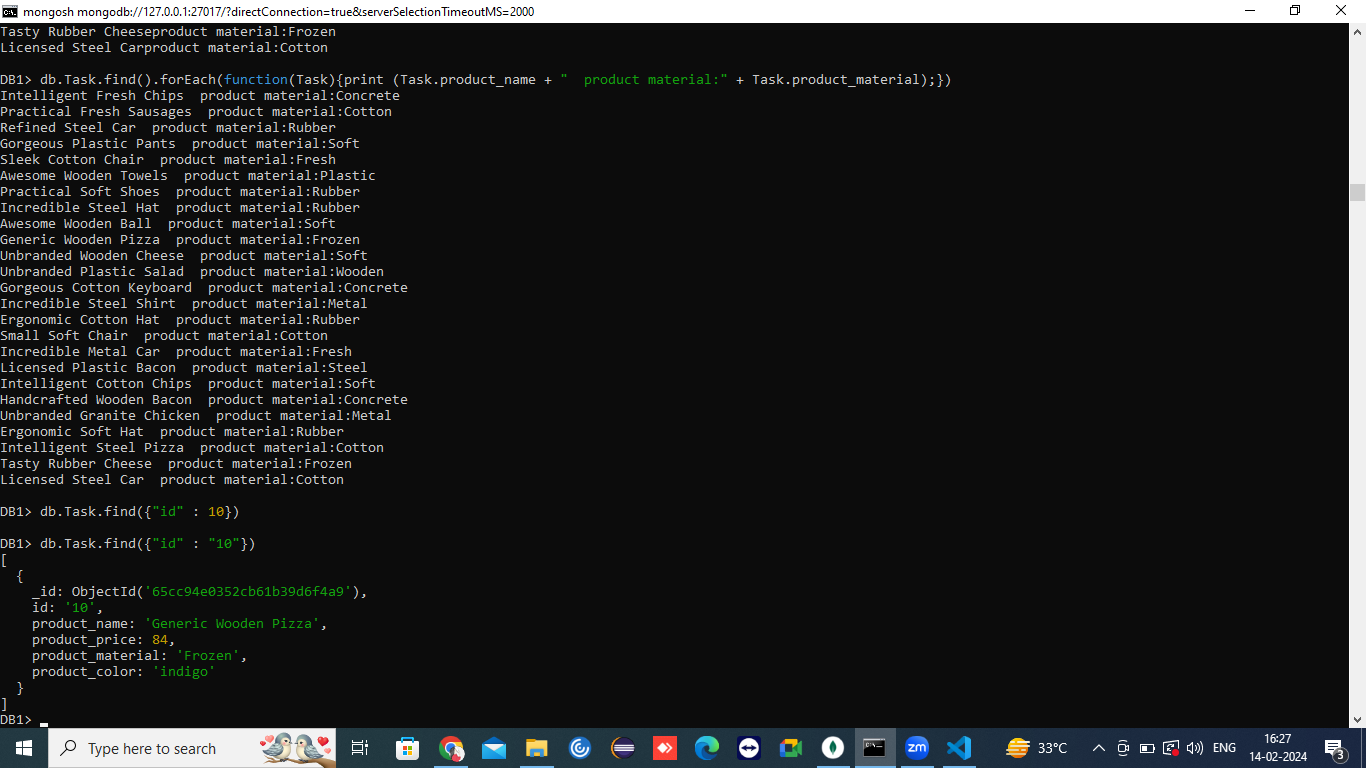 mongosh mongodb://127.0.0.1:27017/?directConnection=true&serverSelectionTimeoutMS=2000
Tasty Rubber Cheeseproduct material:Frozen
Licensed Steel Carproduct material:Cotton
DB1> db.Task.find().forEach(function(Task){print (Task.product_name + "  product material:" + Task.product_material);})
Intelligent Fresh Chips  product material:Concrete
Practical Fresh Sausages  product material:Cotton
Refined Steel Car  product material:Rubber
Gorgeous Plastic Pants  product material:Soft
Sleek Cotton Chair  product material:Fresh
Awesome Wooden Towels  product material:Plastic
Practical Soft Shoes  product material:Rubber
Incredible Steel Hat  product material:Rubber
Awesome Wooden Ball  product material:Soft
Generic Wooden Pizza  product material:Frozen
Unbranded Wooden Cheese  product material:Soft
Unbranded Plastic Salad  product material:Wooden
Gorgeous Cotton Keyboard  product material:Concrete
Incredible Steel Shirt  product material:Metal
Ergonomic Cotton Hat  product material:Rubber
Small Soft Chair  product material:Cotton
Incredible Metal Car  product material:Fresh
Licensed Plastic Bacon  product material:Steel
Intelligent Cotton Chips  product material:Soft
Handcrafted Wooden Bacon  product material:Concrete
Unbranded Granite Chicken  product material:Metal
Ergonomic Soft Hat  product material:Rubber
Intelligent Steel Pizza  product material:Cotton
Tasty Rubber Cheese  product material:Frozen
Licensed Steel Car  product material:Cotton
DB1> db.Task.find({"id" : 10})
DB1> db.Task.find({"id" : "10"})
[
  {
    _id: ObjectId('65cc94e0352cb61b39d6f4a9'),
    id: '10',
    product_name: 'Generic Wooden Pizza',
    product_price: 84,
    product_material: 'Frozen',
    product_color: 'indigo'
  }
]
DB1>
Type here to search
zm
33°C
ENG
16:27
14-02-2024
3